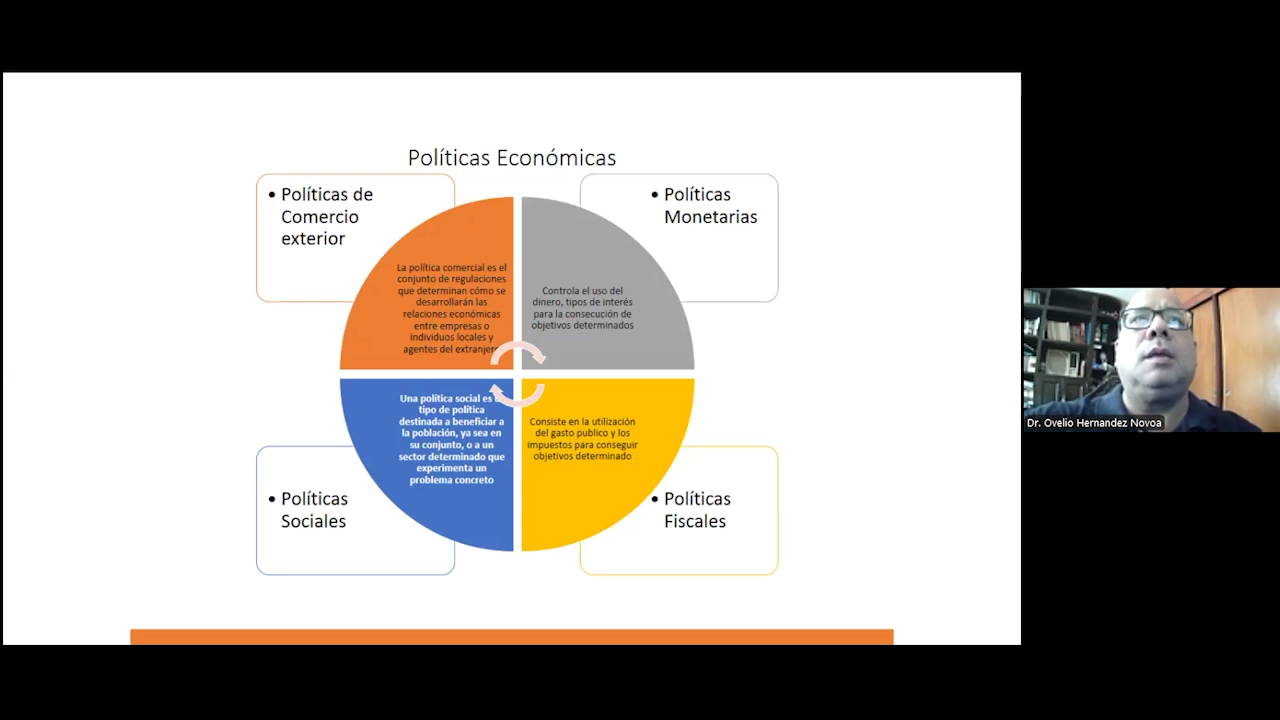 Políticas Económicas
• Políticas de
Comercio
exterior
• Políticas
Monetarias
La política comercial es el
conjunto de regulaciones
que determinan cómo se
desarrollarán las
relaciones económicas
entre empresas o
individuos locales y
agentes del extranjero
Controla el uso del
dinero, tipos de interés
para la consecución de
objetivos determinados
Una política social es
tipo de política
destinada a beneficiar a
la población, ya sea en
su conjunto, o a un
sector determinado que
experimenta un
problema concreto
Consiste en la utilización
del gasto publico y los
impuestos para conseguir
objetivos determinado
• Políticas
Sociales
• Políticas
Fiscales
Dr. Ovelio Hernandez Novoa